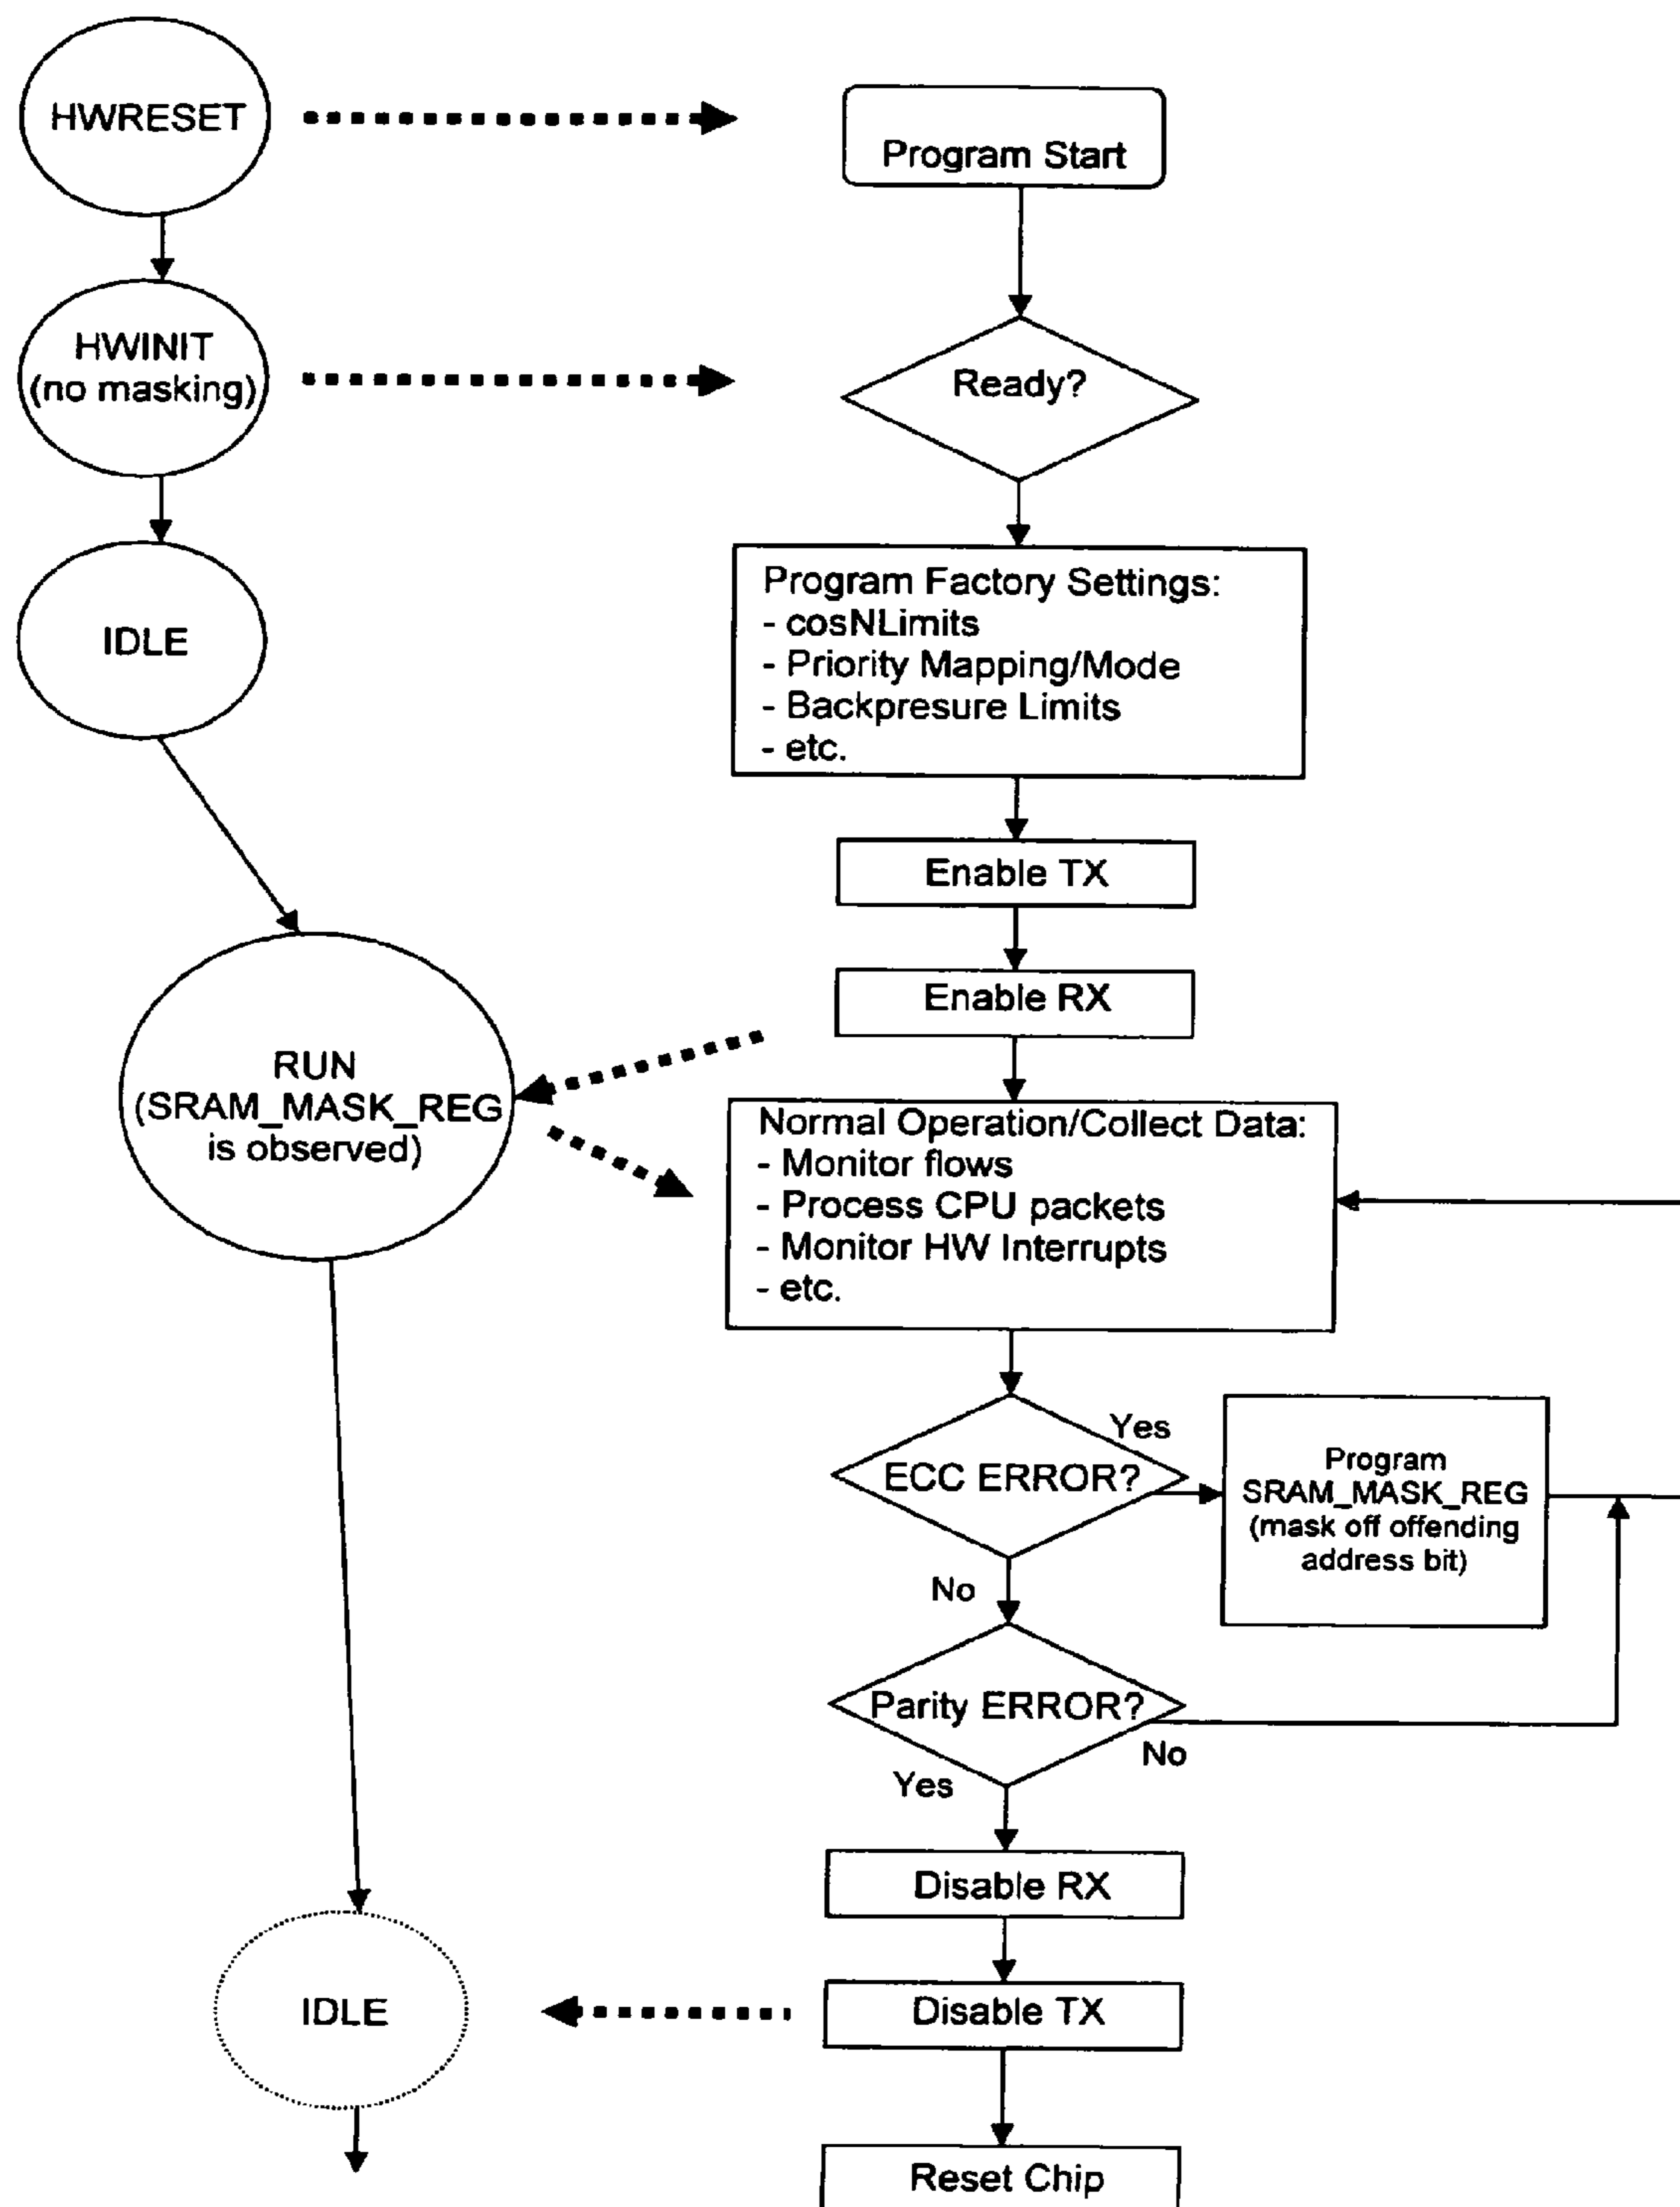 HWRESET
Program Start
HWINIT
(no masking)
Ready?
IDLE
Program Factory Settings:
- cosNLimits
- Priority Mapping/Mode
- Backpresure Limits
- etc.
Enable TX
Enable RX
RUN
(SRAM_MASK_REG
is observed)
Normal Operation/Collect Data:
- Monitor flows
- Process CPU packets
- Monitor HW Interrupts
- etc.
ECC ERROR?
Yes
Program
SRAM_MASK_REG
(mask off offending
address bit)
No
Parity ERROR?
No
Yes
Disable RX
IDLE
Disable TX
Reset Chip